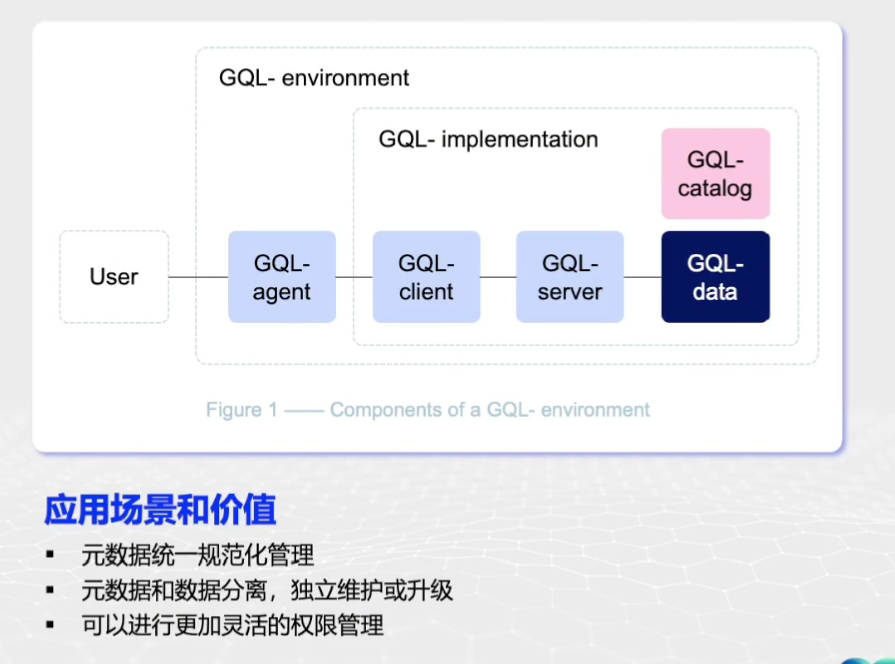 GQL- environment
GQL- implementation
GQL-
catalog
User
GQL-
agent
GQL-
client
GQL-
server
GQL-
data
Figure 1 —— Components of a GQL- environment
应用场景和价值
▪ 元数据统一规范化管理
▪ 元数据和数据分离，独立维护或升级
▪ 可以进行更加灵活的权限管理